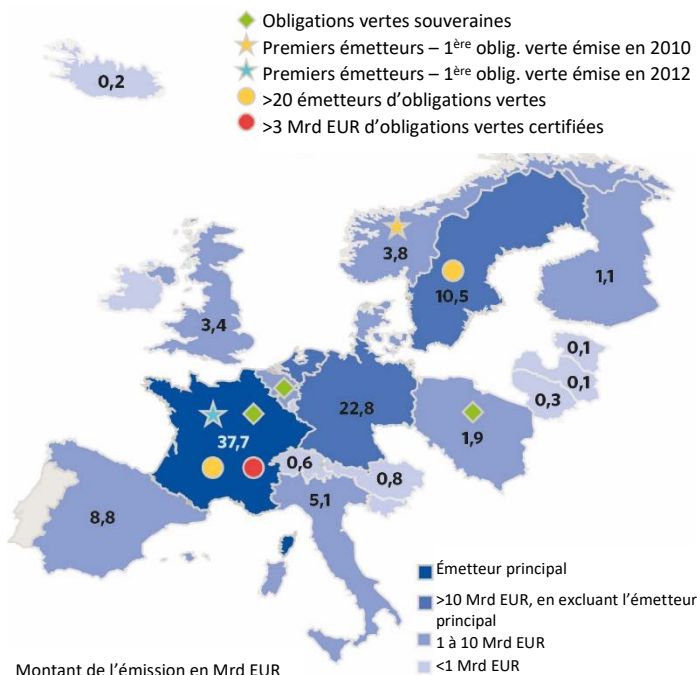 Obligations vertes souveraines
Premiers émetteurs – 1ère oblig. verte émise en 2010
Premiers émetteurs – 1ère oblig. verte émise en 2012
>20 émetteurs d’obligations vertes
>3 Mrd EUR d’obligations vertes certifiées
0,2
3,8
10,5
1,1
3,4
0,1
0,1
0,3
22,8
1,9
37,7
0,6
0,8
5,1
8,8
Émetteur principal
>10 Mrd EUR, en excluant l’émetteur
principal
1 à 10 Mrd EUR
<1 Mrd EUR
Montant de l’émission en Mrd EUR